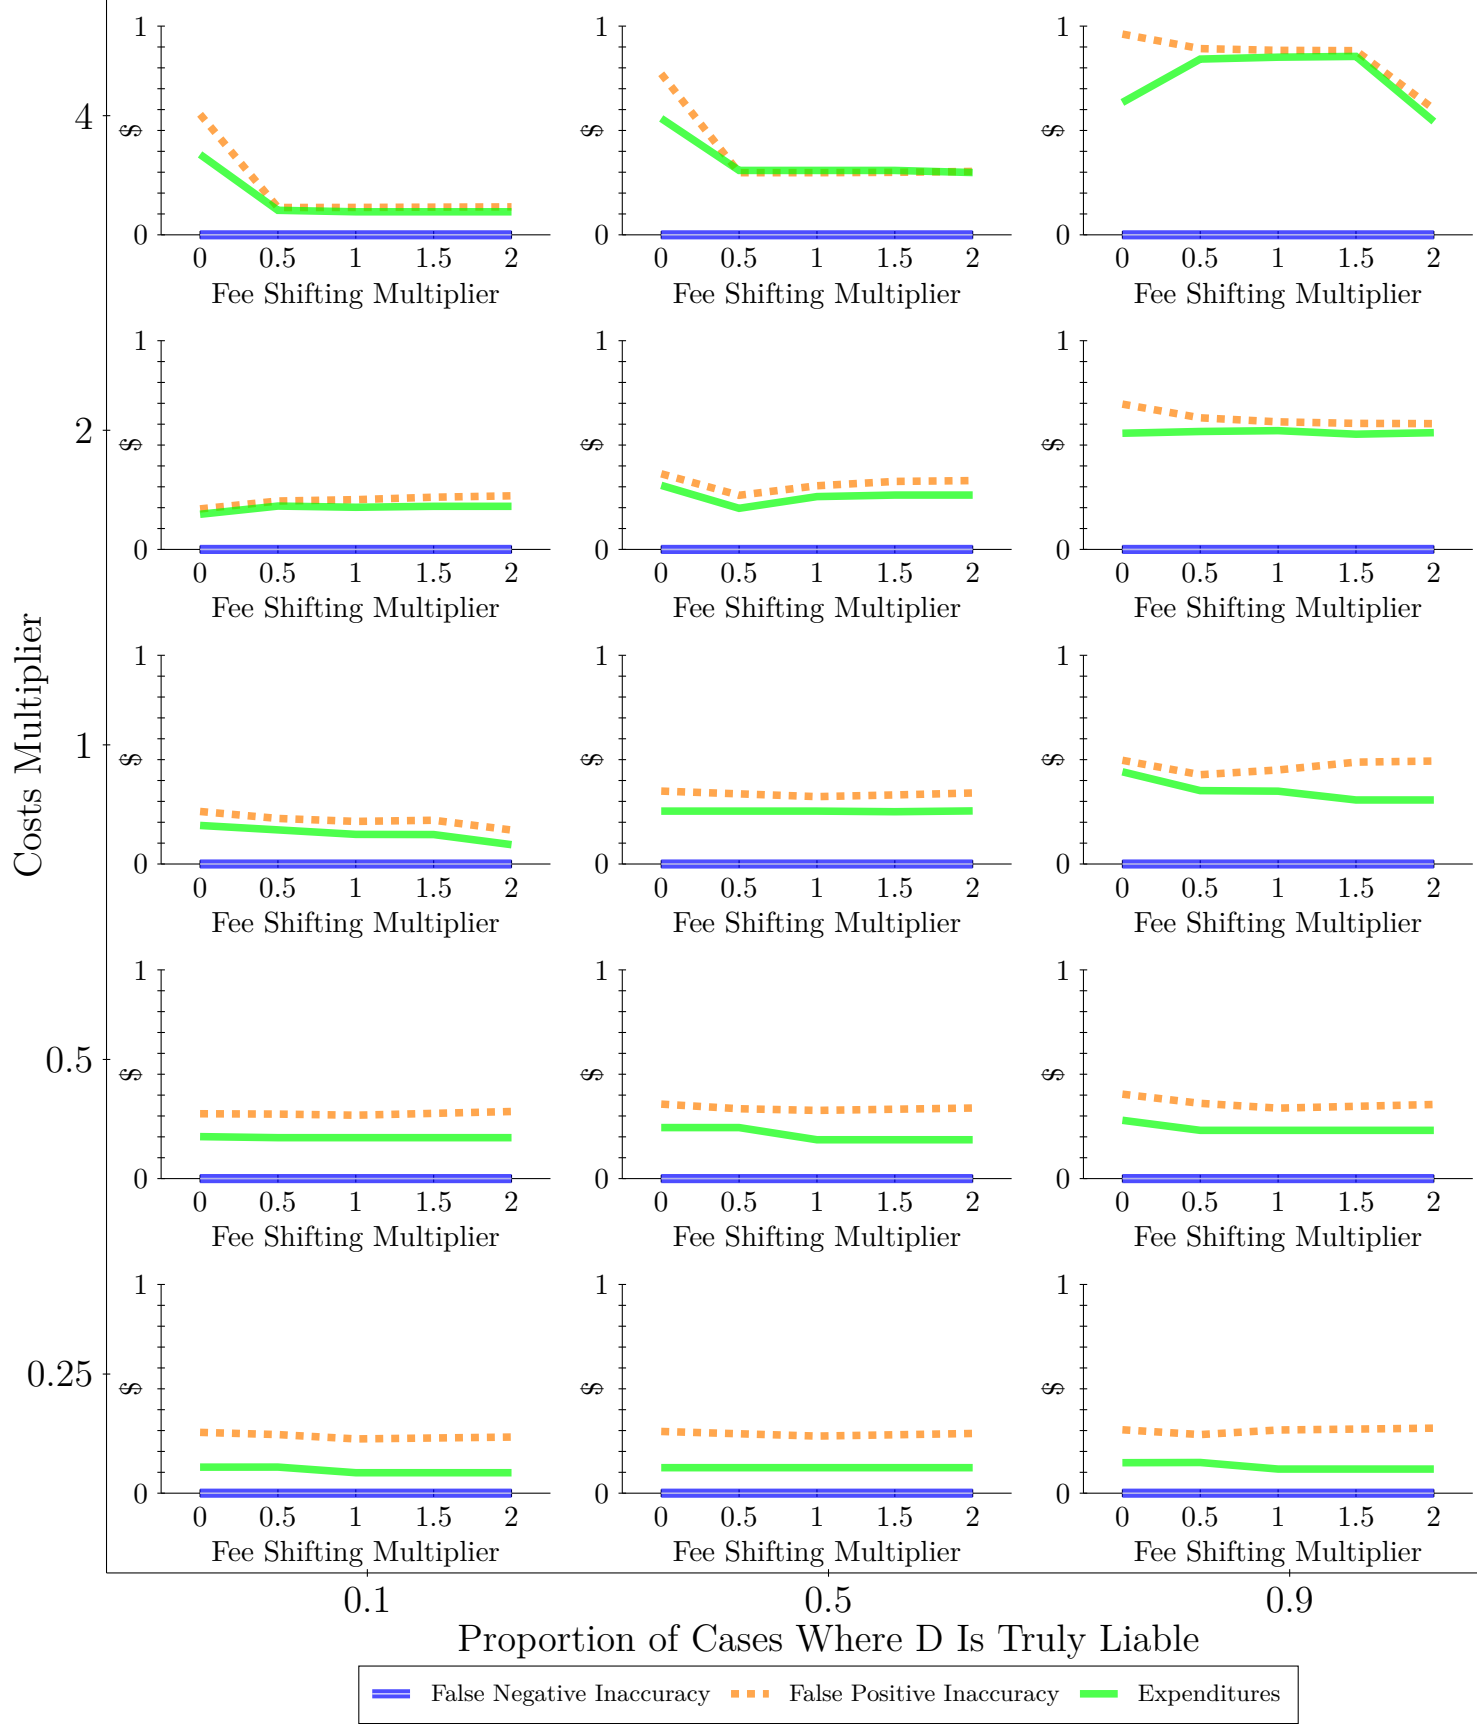 Costs Multiplier
4
1
$
0
0 0.5 1 1.5 2
Fee Shifting Multiplier
1
$
0
0 0.5 1 1.5 2
Fee Shifting Multiplier
1
$
0
0 0.5 1 1.5 2
Fee Shifting Multiplier
2
1
$
0
0 0.5 1 1.5 2
Fee Shifting Multiplier
1
$
0
0 0.5 1 1.5 2
Fee Shifting Multiplier
1
$
0
0 0.5 1 1.5 2
Fee Shifting Multiplier
1
1
$
0
0 0.5 1 1.5 2
Fee Shifting Multiplier
1
$
0
0 0.5 1 1.5 2
Fee Shifting Multiplier
1
$
0
0 0.5 1 1.5 2
Fee Shifting Multiplier
0.5
1
$
0
0 0.5 1 1.5 2
Fee Shifting Multiplier
1
$
0
0 0.5 1 1.5 2
Fee Shifting Multiplier
1
$
0
0 0.5 1 1.5 2
Fee Shifting Multiplier
0.25
1
$
0
0 0.5 1 1.5 2
Fee Shifting Multiplier
1
$
0
0 0.5 1 1.5 2
Fee Shifting Multiplier
1
$
0
0 0.5 1 1.5 2
Fee Shifting Multiplier
0.1 0.5 0.9
Proportion of Cases Where D Is Truly Liable
False Negative Inaccuracy False Positive Inaccuracy Expenditures